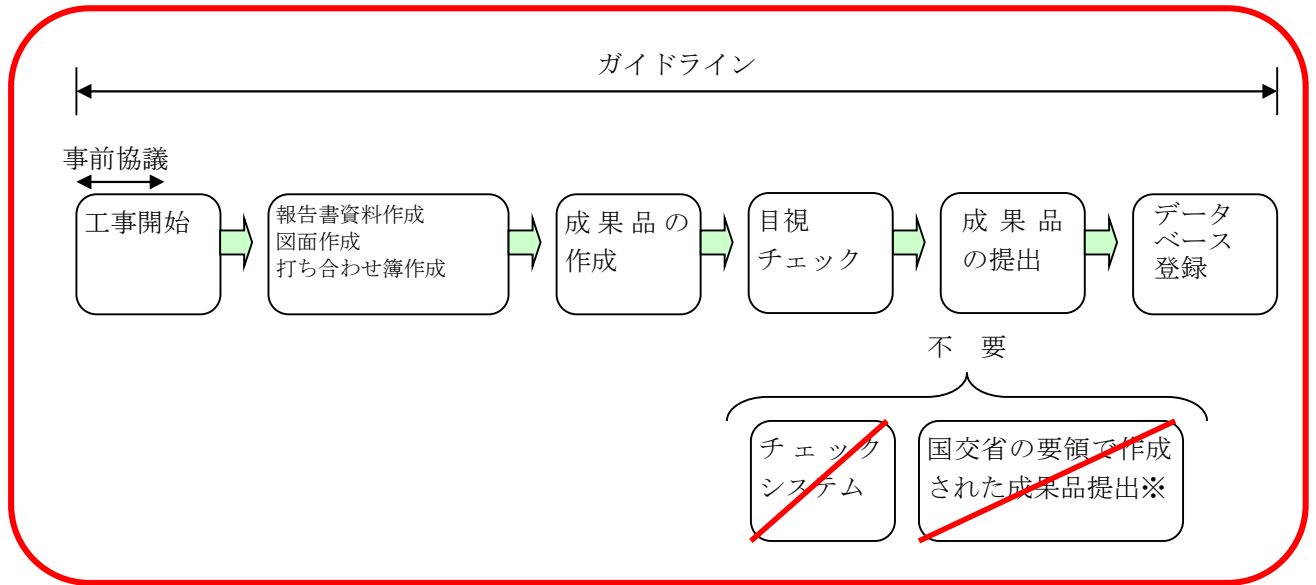 ガイドライン
事前協議
工事開始
報告書資料作成
図面作成
打ち合わせ簿作成
成果品の
作成
目視
チェック
成果品
の提出
データ
ベース
登録
不 要
チェック
システム
国交省の要領で作成
された成果品提出※